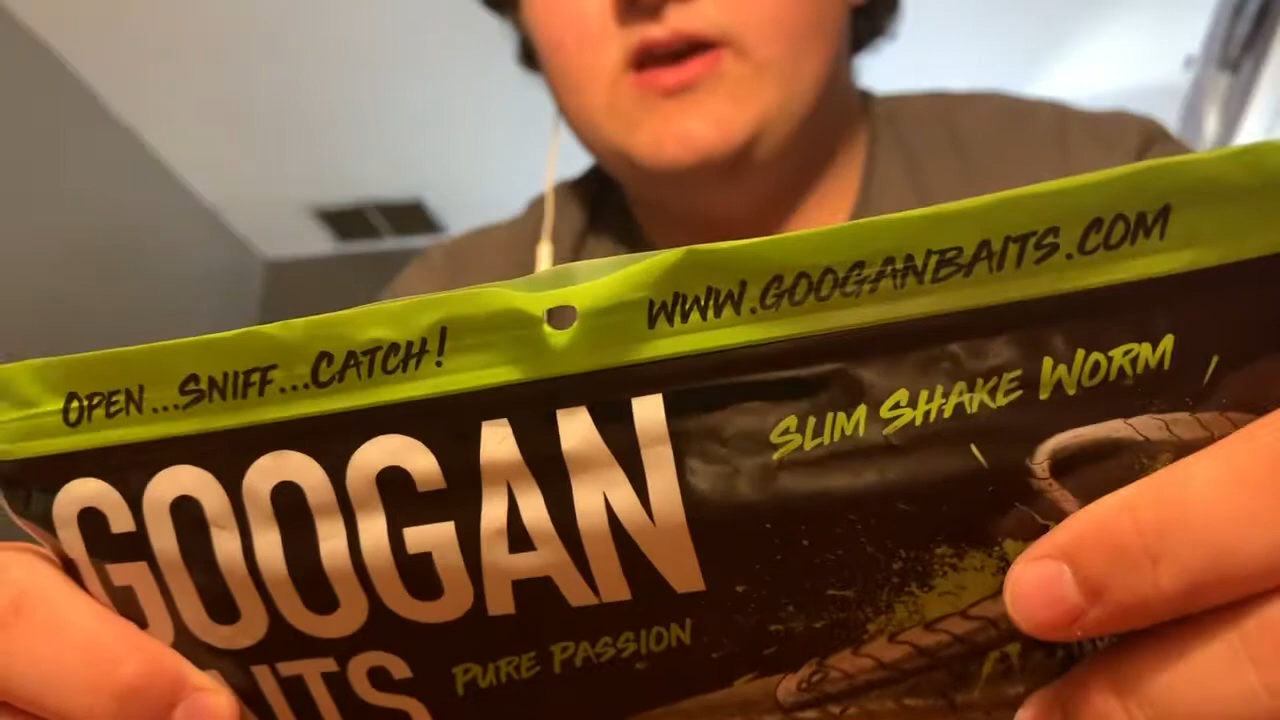 OPEN...SNIFF...CATCH!
WWW.GOOGANBAITS.COM
GOOGAN
SLIM SHAKE WORM
PURE PASSION